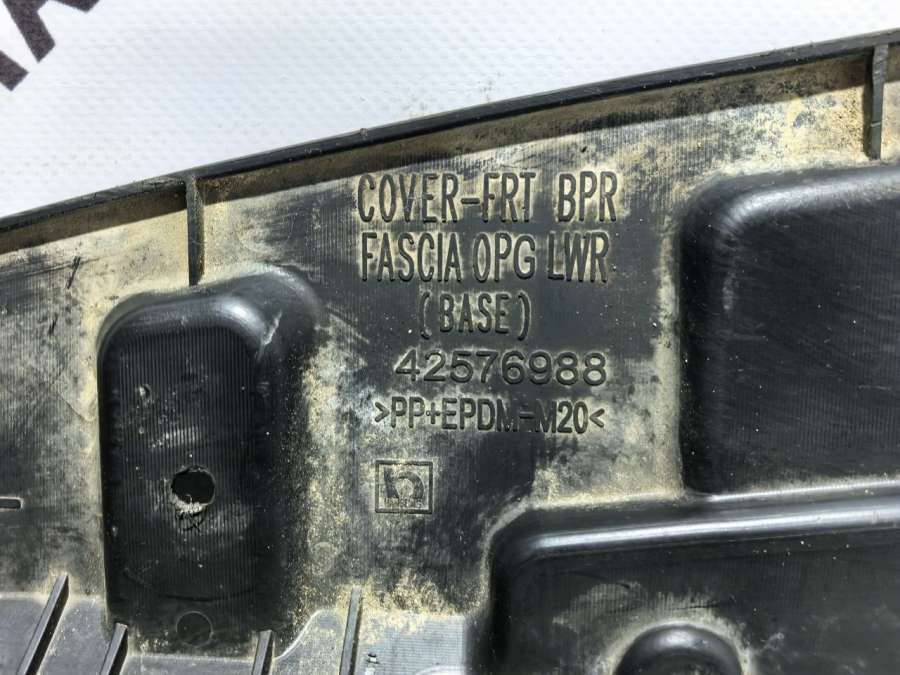 COVER-FRT BPR
FASCIA OPG LWR
(BASE)
42576988
>PP+EPDM-M20<